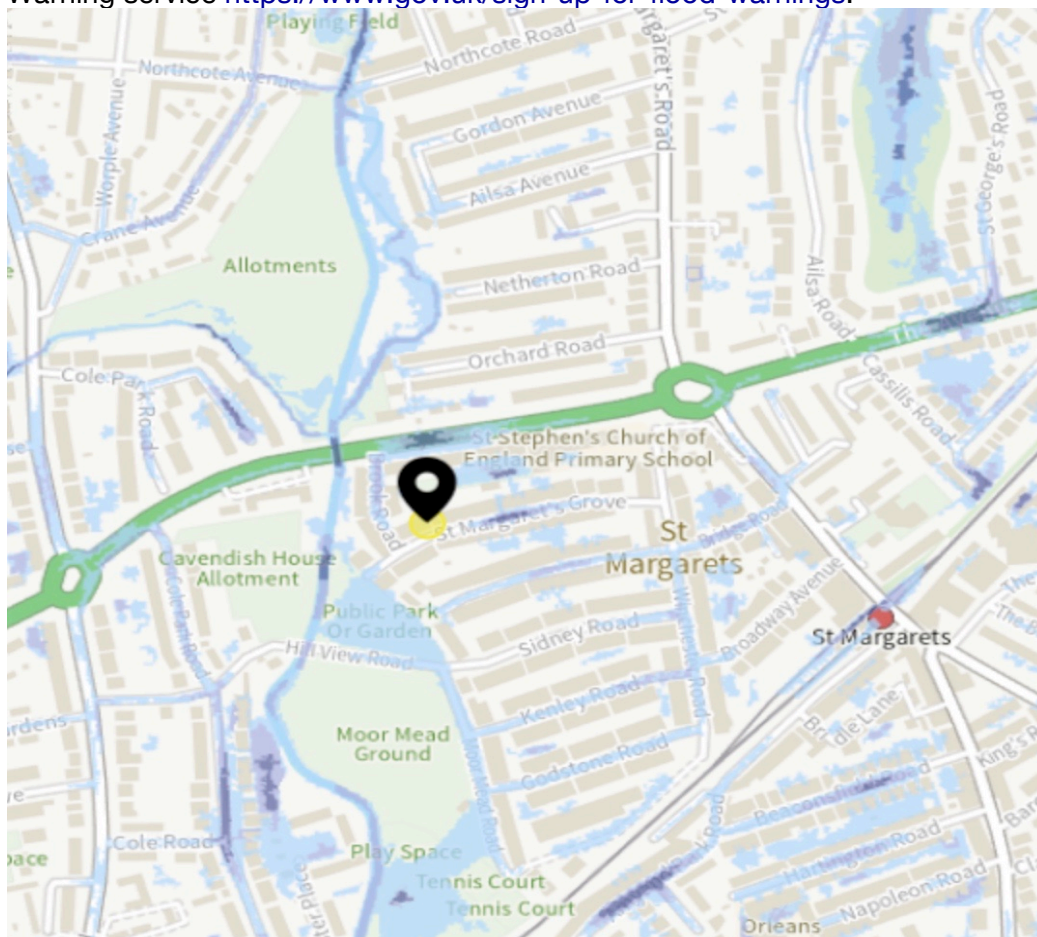 Warning service https://www.gov.uk/sign-up-for-flood-warnings.
Playing Field
Northcote Road
Northcote Avenue
Margaret's Road
Gordon Avenue
Worple Avenue
Ailsa Avenue
St George's Road
Crane Avenue
Allotments
Netherton Road
Ailsa Road
Orchard Road
Cole Park Road
Cassilis Road
St Stephen's Church of
England Primary School
Brook Road
St Margaret's Grove
St
Margarets
Bridge Road
Cavendish House
Allotment
Cole Park Road
Public Park
Or Garden
Winchester Road
Broadway Avenue
St Margarets
Sidney Road
Hill View Road
Kenley Road
Bridle Lane
Moor Mead
Ground
Godstone Road
Moor Mead Road
King's R
Beaconsfield Road
Cole Road
Play Space
Hartington Road
Tennis Court
Tennis Court
Napoleon Road
Orleans